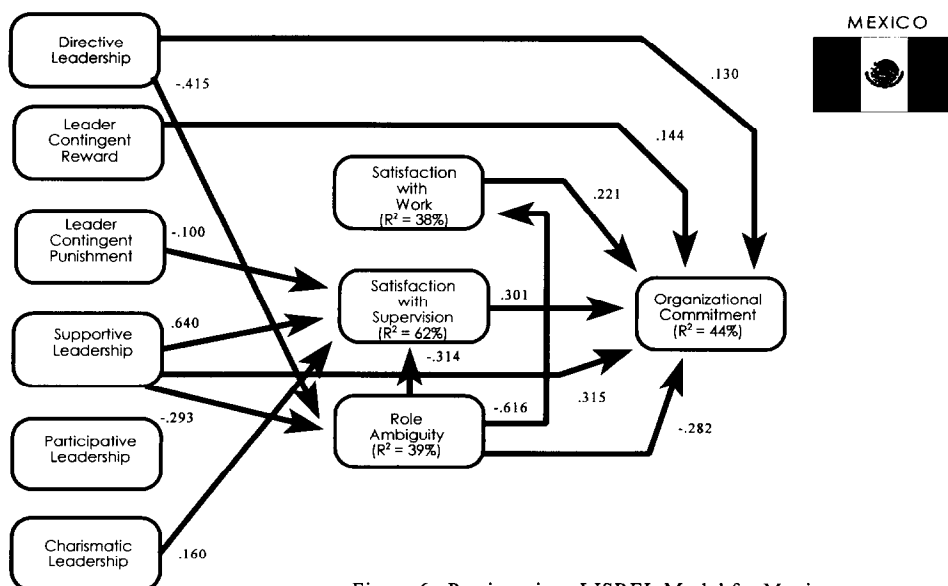 MEXICO
Directive
Leadership
-.415
.130
Leader
Contingent
Reward
.144
Satisfaction
with
Work
(R² = 38%)
.221
Leader
Contingent
Punishment
-.100
Satisfaction
with
Supervision
(R² = 62%)
.301
Organizational
Commitment
(R² = 44%)
Supportive
Leadership
.640
-.314
.315
-.293
Role
Ambiguity
(R² = 39%)
-.616
-.282
Participative
Leadership
Charismatic
Leadership
.160